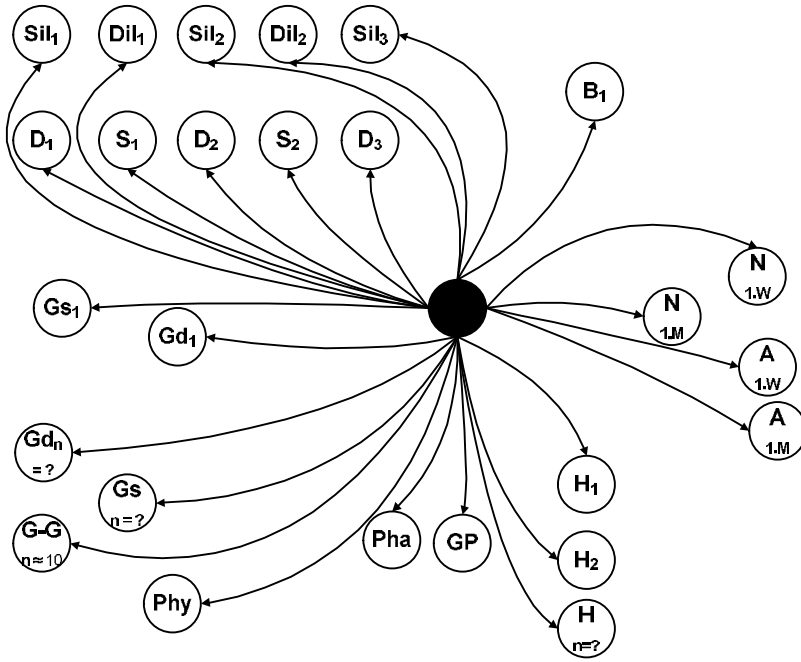 Sil₁ Dil₁ Sil₂ Dil₂ Sil₃
B₁
D₁ S₁ D₂ S₂ D₃
N
1.W
Gs₁
N
1.M
Gd₁
A
1.W
A
1.M
Gdₙ
= ?
Gs
n = ?
H₁
G-G
n ≈ 10
Pha
GP
H₂
Phy
H
n=?